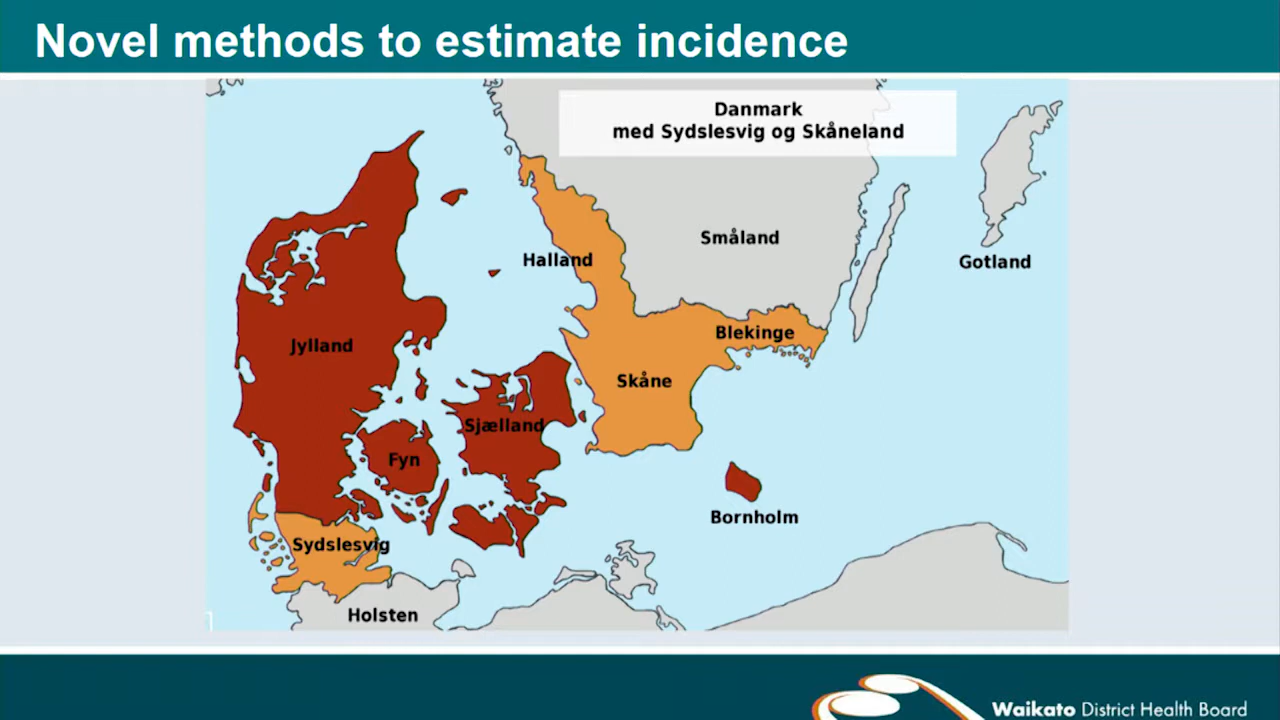 Novel methods to estimate incidence
Danmark
med Sydslesvig og Skåneland
Småland
Halland
Gotland
Blekinge
Jylland
Skåne
Sjælland
Fyn
Bornholm
Sydslesvig
Holsten
Waikato District Health Board